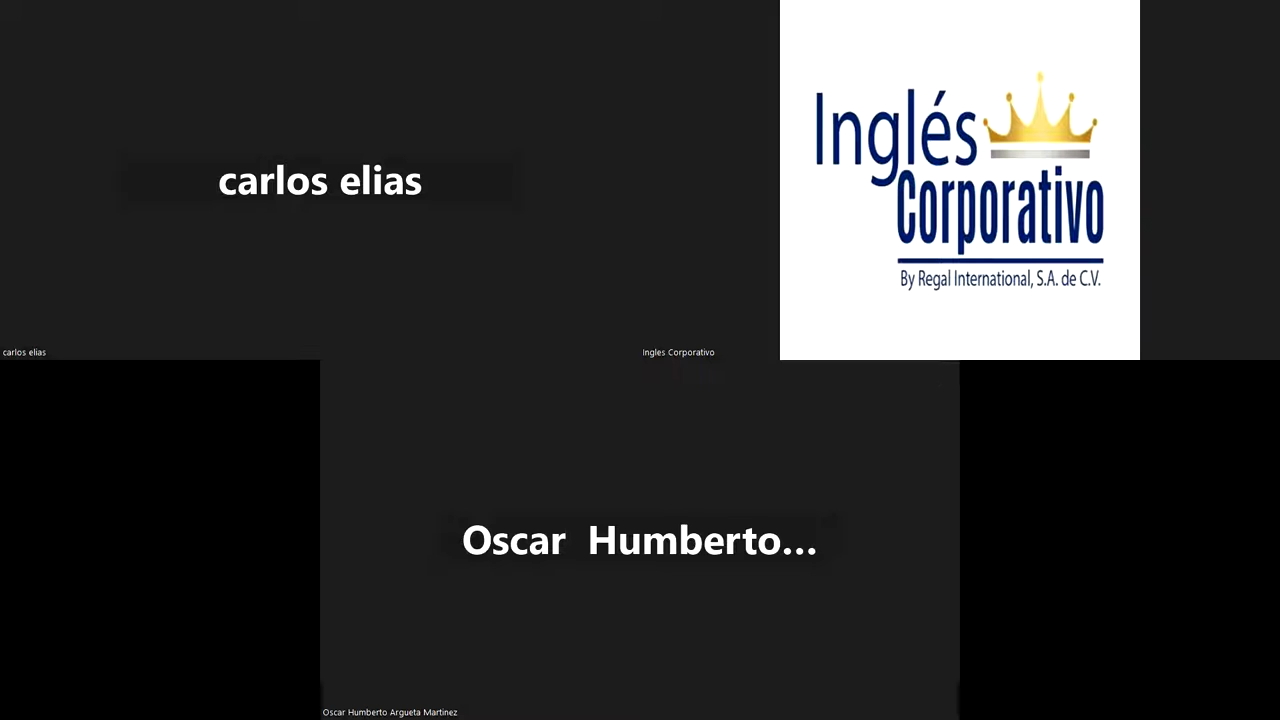 carlos elias
Inglés
Corporativo
By Regal International, S.A. de C.V.
carlos elias
Ingles Corporativo
Oscar  Humberto...
Oscar Humberto Argueta Martinez